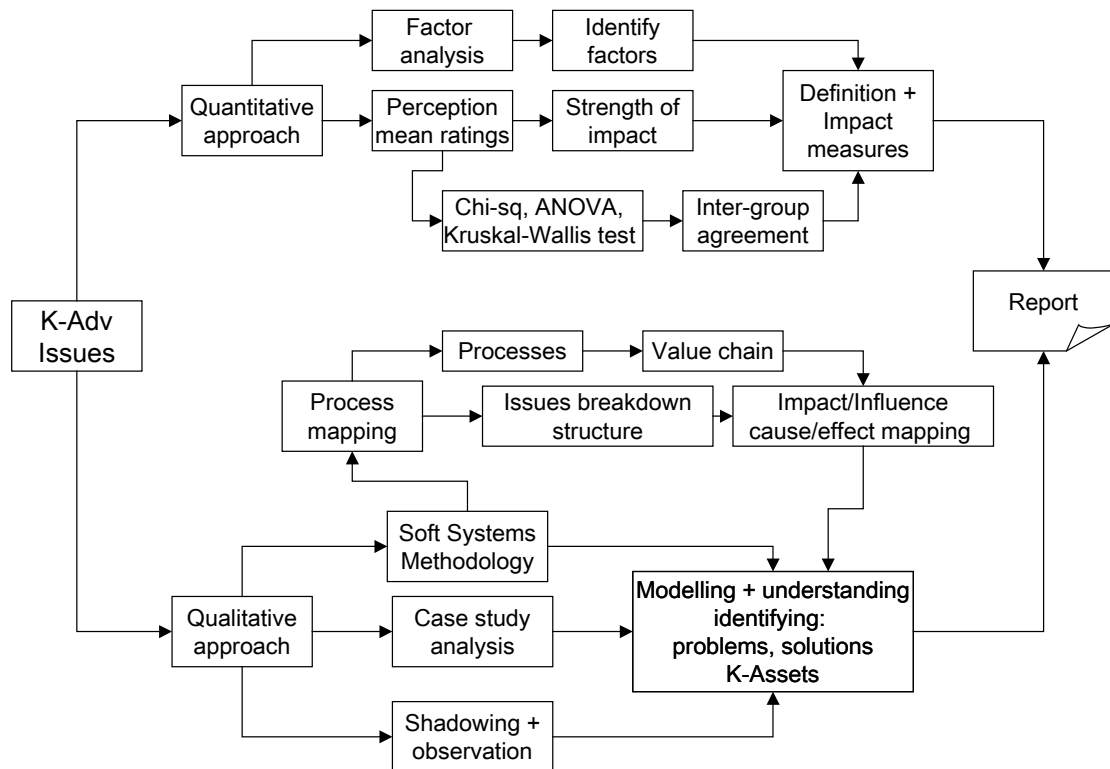 Factor
analysis
Identify
factors
Quantitative
approach
Perception
mean ratings
Strength of
impact
Definition +
Impact
measures
Chi-sq, ANOVA,
Kruskal-Wallis test
Inter-group
agreement
K-Adv
Issues
Report
Processes
Value chain
Process
mapping
Issues breakdown
structure
Impact/Influence
cause/effect mapping
Soft Systems
Methodology
Qualitative
approach
Case study
analysis
Modelling + understanding
identifying:
problems, solutions
K-Assets
Shadowing +
observation